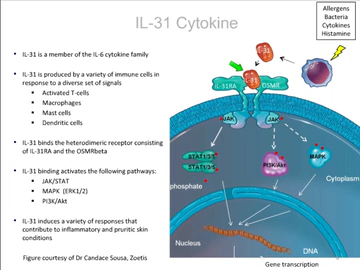 IL-31 Cytokine
Allergens
Bacteria
Cytokines
Histamine
• IL-31 is a member of the IL-6 cytokine family
• IL-31 is produced by a variety of immune cells in
response to a diverse set of signals
▪ Activated T-cells
▪ Macrophages
▪ Mast cells
▪ Dendritic cells
• IL-31 binds the heterodimeric receptor consisting
of IL-31RA and the OSMRbeta
• IL-31 binding activates the following pathways:
▪ JAK/STAT
▪ MAPK (ERK1/2)
▪ PI3K/Akt
• IL-31 induces a variety of responses that
contribute to inflammatory and pruritic skin
conditions
Figure courtesy of Dr Candace Sousa, Zoetis
IL-31
IL-31
IL-31RA
OSMR
JAK
JAK
STAT1/3/5
STAT1/3/5
PI3K/Akt
MAPK
phosphate
Cytoplasm
Nucleus
DNA
Gene transcription